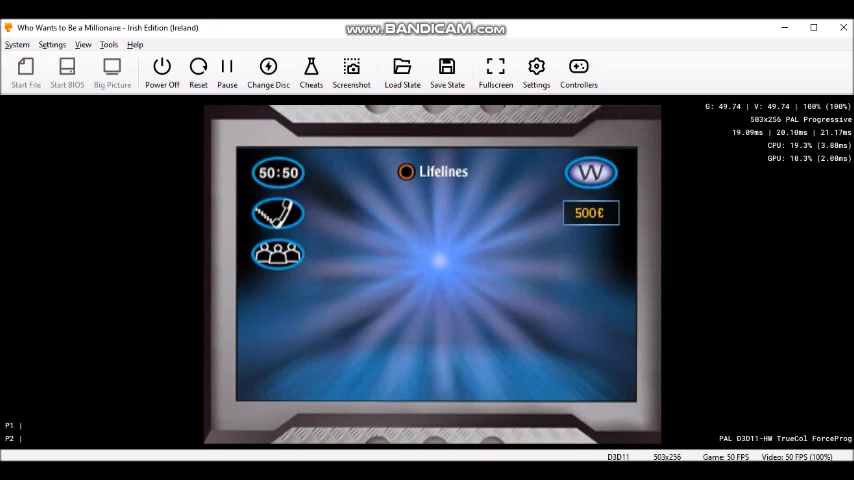 Who Wants to Be a Millionaire - Irish Edition (Ireland)
www.BANDICAM.com
System Settings View Tools Help
Start File Start BIOS Big Picture Power Off Reset Pause Change Disc Cheats Screenshot Load State Save State Fullscreen Settings Controllers
G: 49.74 | V: 49.74 | 100% (100%)
503x256 PAL Progressive
19.09ms | 20.10ms | 21.17ms
CPU: 19.3% (3.88ms)
GPU: 10.3% (2.08ms)
50:50
Lifelines
W
500€
P1 |
P2 |
PAL D3D11-HW TrueCol ForceProg
D3D11 503x256 Game: 50 FPS Video: 50 FPS (100%)